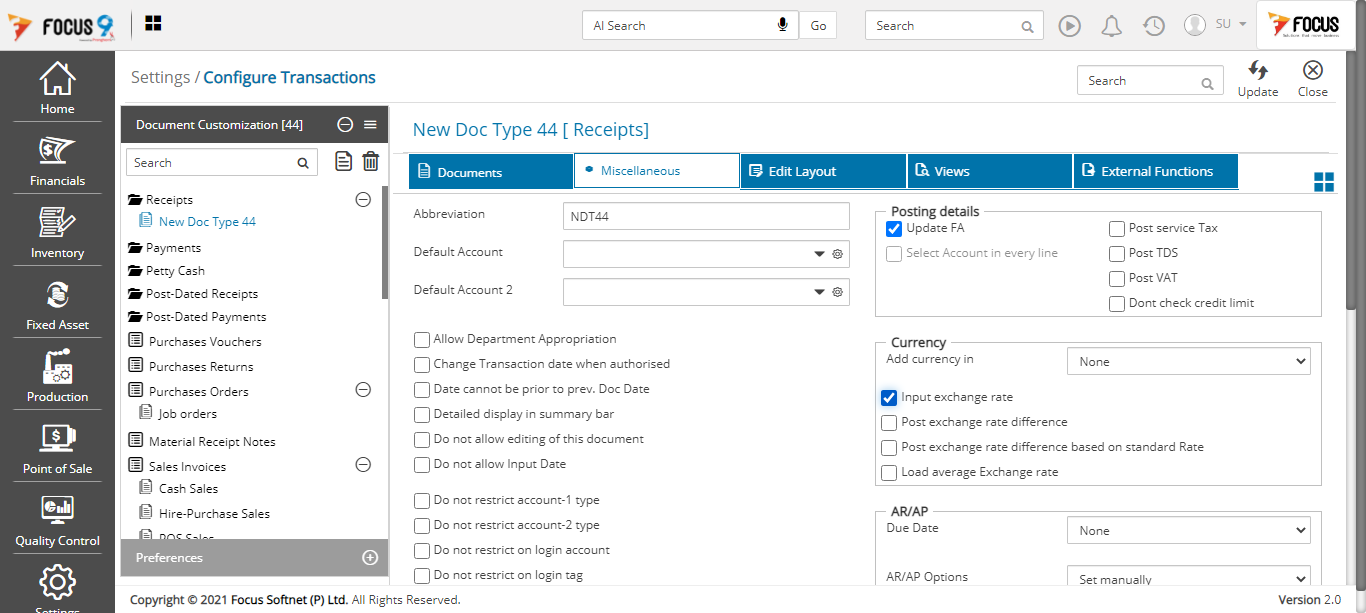 FOCUS 9
AI Search
Go
Search
SU
FOCUS
Home
Financials
Inventory
Fixed Asset
Production
Point of Sale
Quality Control
Settings
Settings / Configure Transactions
Search
Update
Close
Document Customization [44]
Search
Receipts
New Doc Type 44
Payments
Petty Cash
Post-Dated Receipts
Post-Dated Payments
Purchases Vouchers
Purchases Returns
Purchases Orders
Job orders
Material Receipt Notes
Sales Invoices
Cash Sales
Hire-Purchase Sales
POS Sales
Preferences
New Doc Type 44 [ Receipts]
Documents
Miscellaneous
Edit Layout
Views
External Functions
Abbreviation
NDT44
Default Account
Default Account 2
Allow Department Appropriation
Change Transaction date when authorised
Date cannot be prior to prev. Doc Date
Detailed display in summary bar
Do not allow editing of this document
Do not allow Input Date
Do not restrict account-1 type
Do not restrict account-2 type
Do not restrict on login account
Do not restrict on login tag
Posting details
Update FA
Post service Tax
Select Account in every line
Post TDS
Post VAT
Dont check credit limit
Currency
Add currency in
None
Input exchange rate
Post exchange rate difference
Post exchange rate difference based on standard Rate
Load average Exchange rate
AR/AP
Due Date
None
AR/AP Options
Set manually
Copyright © 2021 Focus Softnet (P) Ltd. All Rights Reserved.
Version 2.0